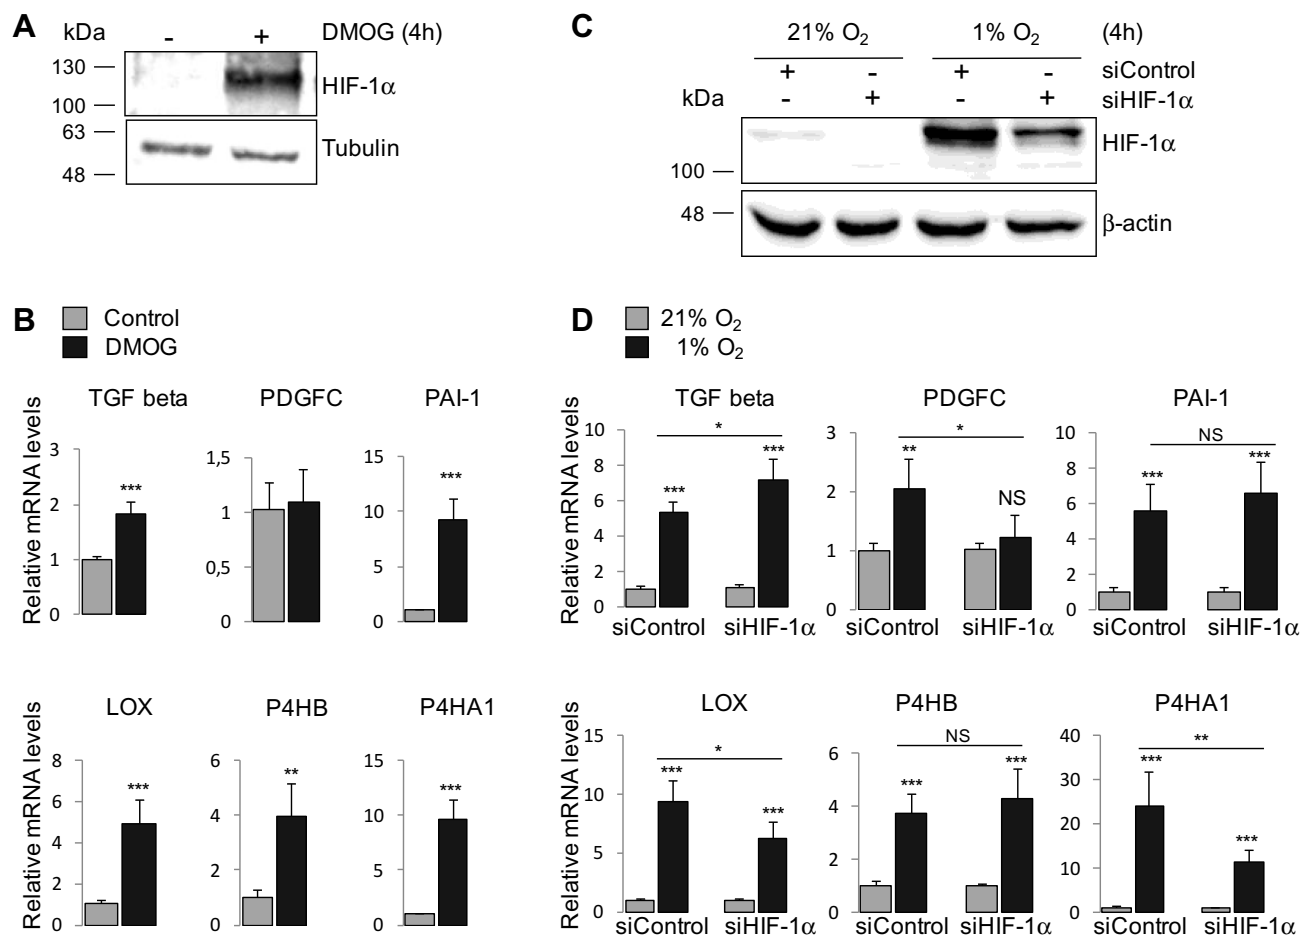 A
kDa
- + DMOG (4h)
130
HIF-1α
100
63
Tubulin
48
C
21% O2 1% O2 (4h)
+ - + - siControl
kDa - + - + siHIF-1α
HIF-1α
100
48
β-actin
B
Control
DMOG
TGF beta PDGFC PAI-1
Relative mRNA levels
3
2
1
0
***
1,5
1
0,5
0
15
10
5
0
***
LOX P4HB P4HA1
Relative mRNA levels
8
6
4
2
0
***
6
4
2
0
**
15
10
5
0
***
D
21% O2
1% O2
TGF beta PDGFC PAI-1
Relative mRNA levels
10
8
6
4
2
0
*
***
***
siControl siHIF-1α
3
2
1
0
*
**
NS
siControl siHIF-1α
10
8
6
4
2
0
NS
***
***
siControl siHIF-1α
LOX P4HB P4HA1
Relative mRNA levels
15
10
5
0
*
***
***
siControl siHIF-1α
6
4
2
0
NS
***
***
siControl siHIF-1α
40
30
20
10
0
**
***
***
siControl siHIF-1α